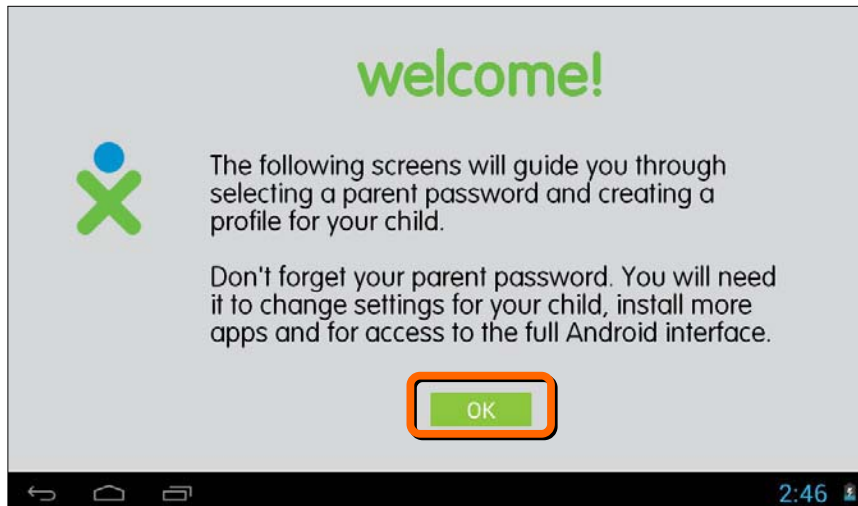 welcome!
The following screens will guide you through
selecting a parent password and creating a
profile for your child.
Don't forget your parent password. You will need
it to change settings for your child, install more
apps and for access to the full Android interface.
OK
2:46